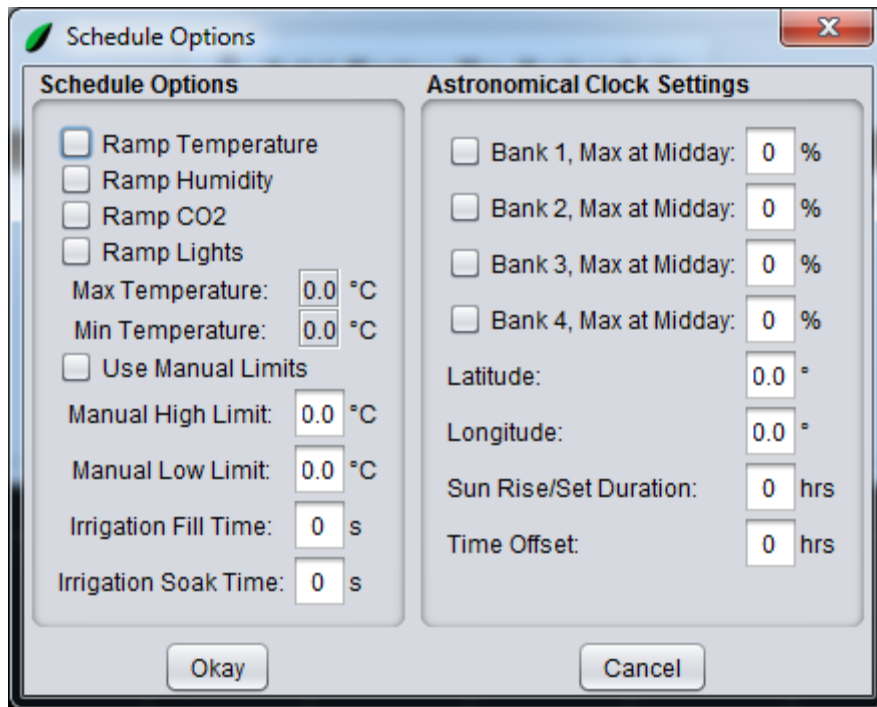 Schedule Options
Schedule Options
Ramp Temperature
Ramp Humidity
Ramp CO2
Ramp Lights
Max Temperature: 0.0 °C
Min Temperature: 0.0 °C
Use Manual Limits
Manual High Limit: 0.0 °C
Manual Low Limit: 0.0 °C
Irrigation Fill Time: 0 s
Irrigation Soak Time: 0 s
Astronomical Clock Settings
Bank 1, Max at Midday: 0 %
Bank 2, Max at Midday: 0 %
Bank 3, Max at Midday: 0 %
Bank 4, Max at Midday: 0 %
Latitude: 0.0 °
Longitude: 0.0 °
Sun Rise/Set Duration: 0 hrs
Time Offset: 0 hrs
Okay
Cancel